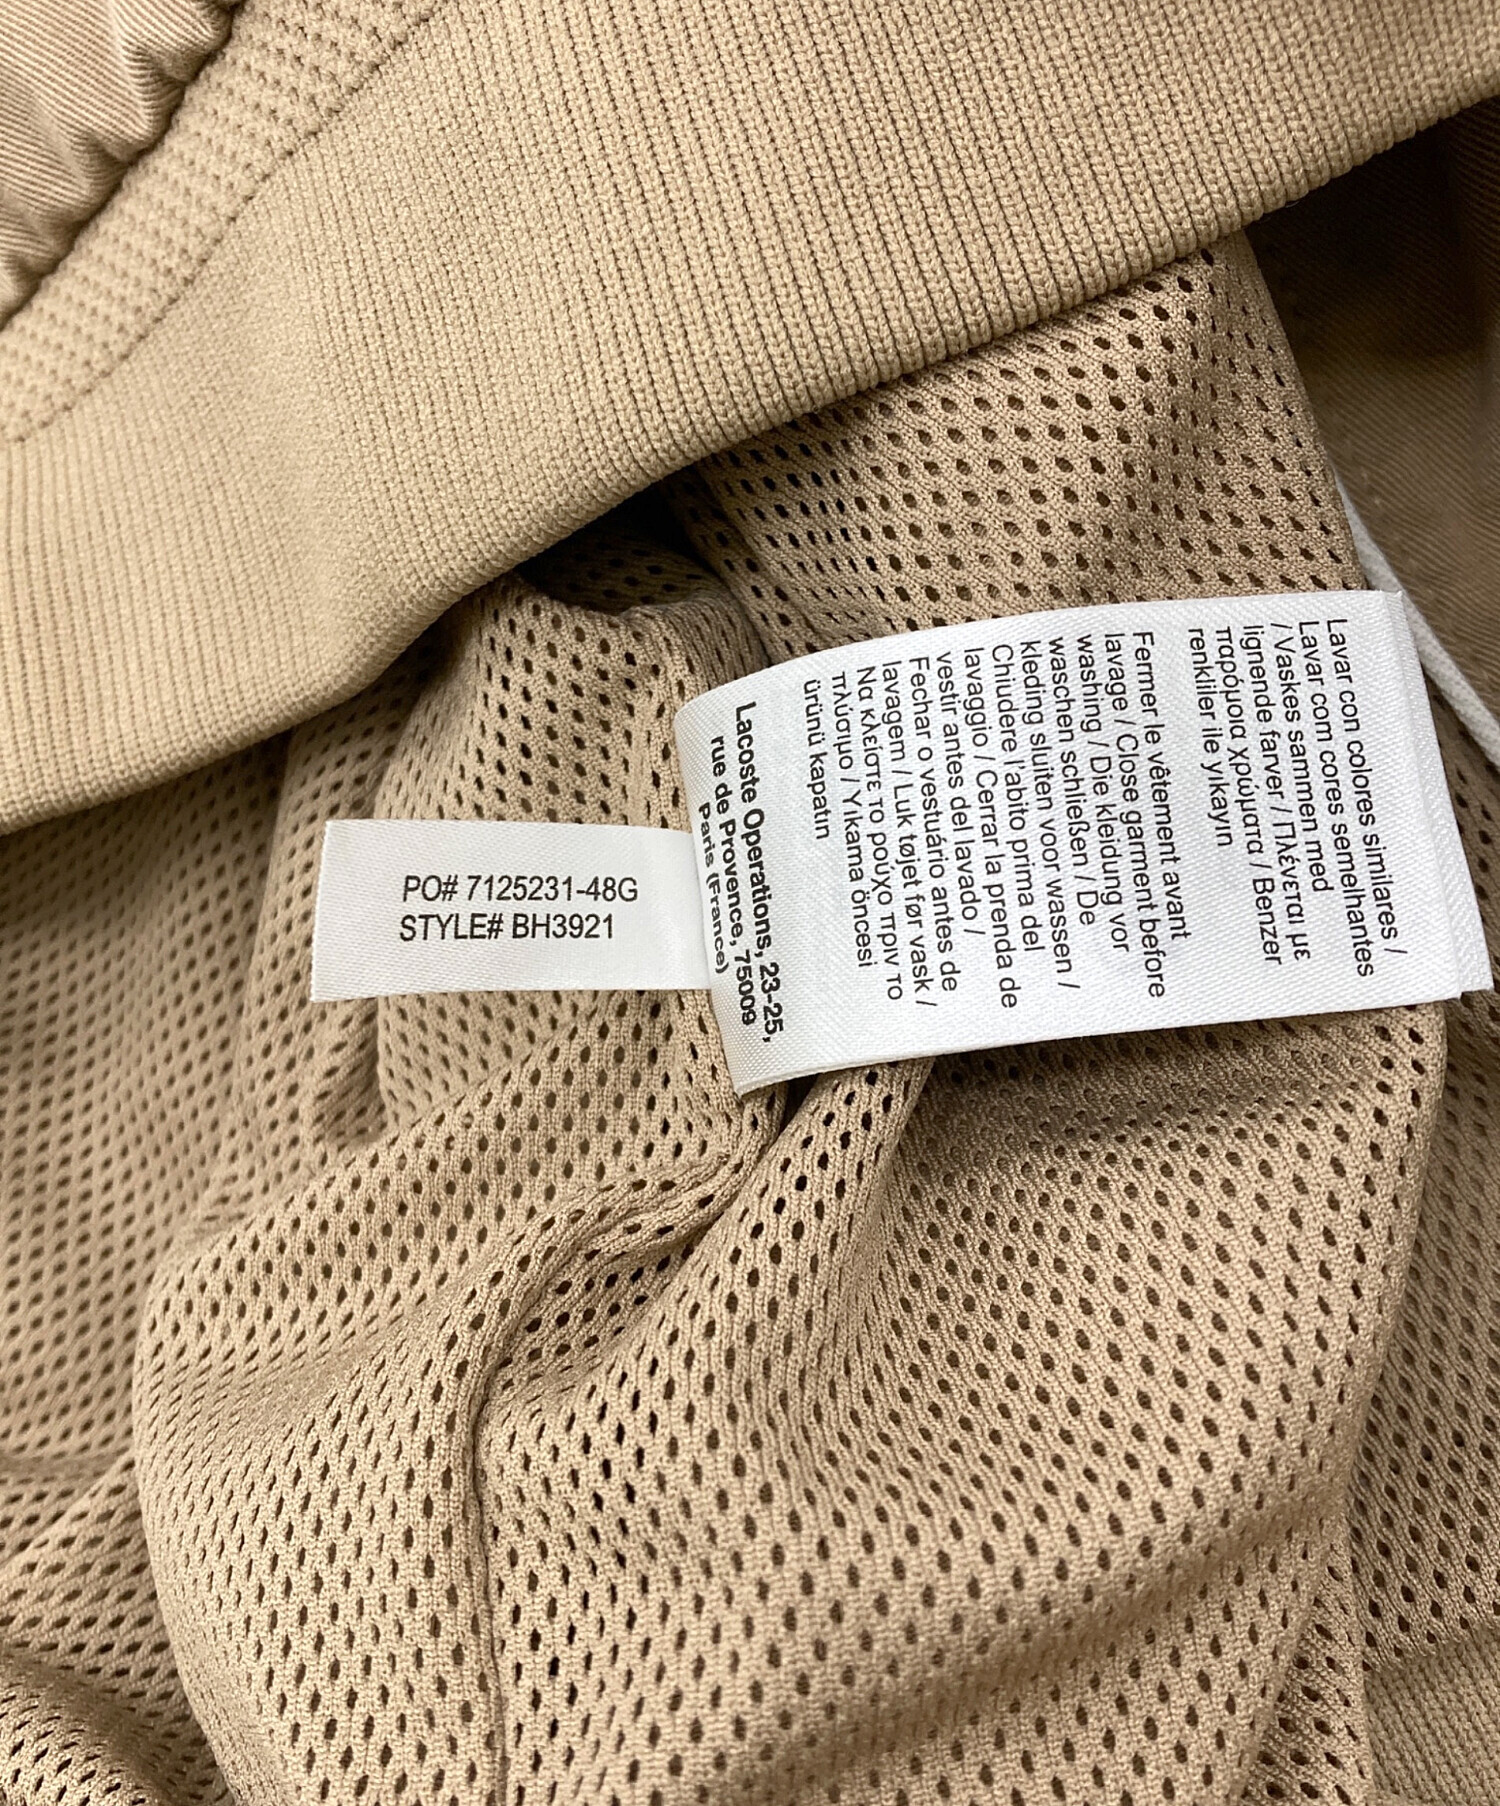 PO# 7125231-48G
STYLE# BH3921
Lavar con colores similares /
Lavar com cores semelhantes
/ Vaskes sammen med
lignende farver / Πλένεται με
παρόμοια χρώματα / Benzer
renkliler ile yıkayın
Fermer le vêtement avant
lavage / Close garment before
washing / Die kleidung vor
waschen schließen / De
kleding sluiten voor wassen /
Chiudere l'abito prima del
lavaggio / Cerrar la prenda de
vestir antes del lavado /
Fechar o vestuário antes de
lavagem / Luk tøjet før vask /
Να κλείστε το ρούχο πριν το
πλύσιμο / Yıkama öncesi
ürünü kapatın
Lacoste Operations, 23-25,
rue de Provence, 75009
Paris (France)